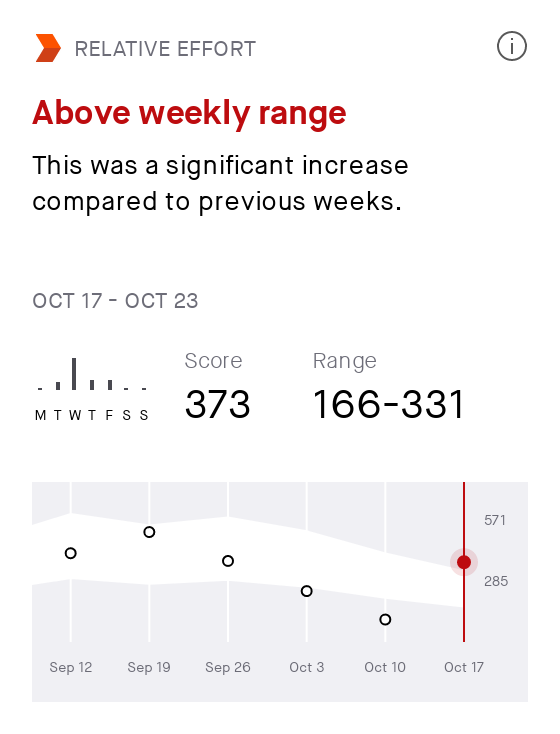 RELATIVE EFFORT
Above weekly range
This was a significant increase
compared to previous weeks.
OCT 17 - OCT 23
Score Range
373 166-331
M T W T F S S
571
285
Sep 12 Sep 19 Sep 26 Oct 3 Oct 10 Oct 17